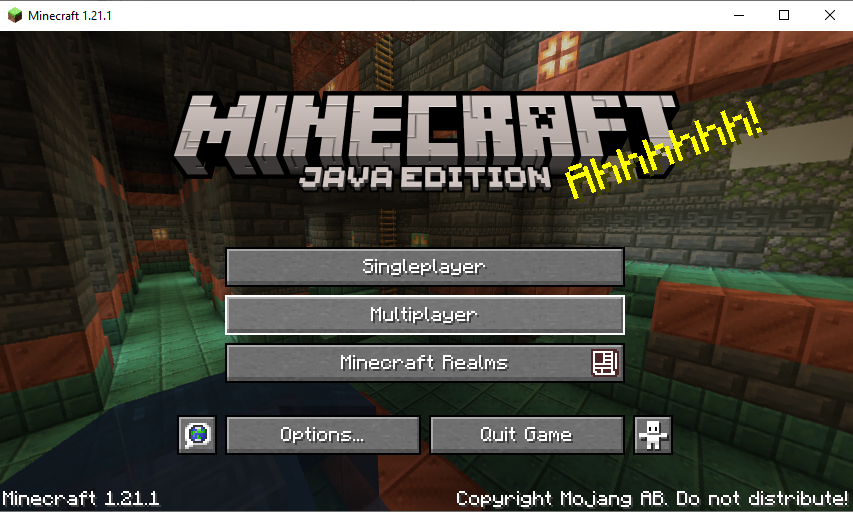 Minecraft 1.21.1
MINECRAFT
JAVA EDITION
Ahhhhhh!
Singleplayer
Multiplayer
Minecraft Realms
Options...
Quit Game
Minecraft 1.21.1
Copyright Mojang AB. Do not distribute!